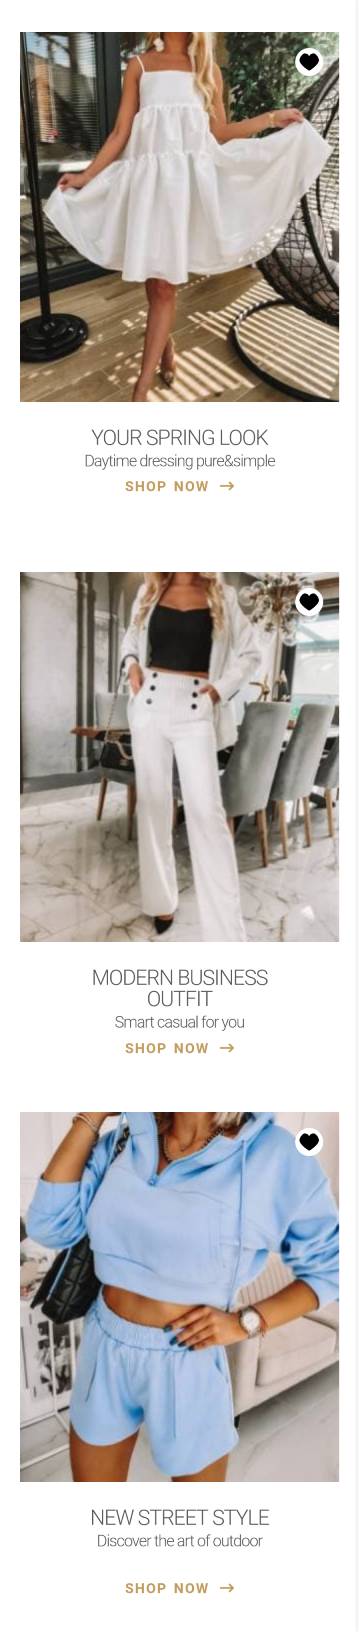 YOUR SPRING LOOK
Daytime dressing pure&simple
SHOP NOW →
MODERN BUSINESS
OUTFIT
Smart casual for you
SHOP NOW →
NEW STREET STYLE
Discover the art of outdoor
SHOP NOW →